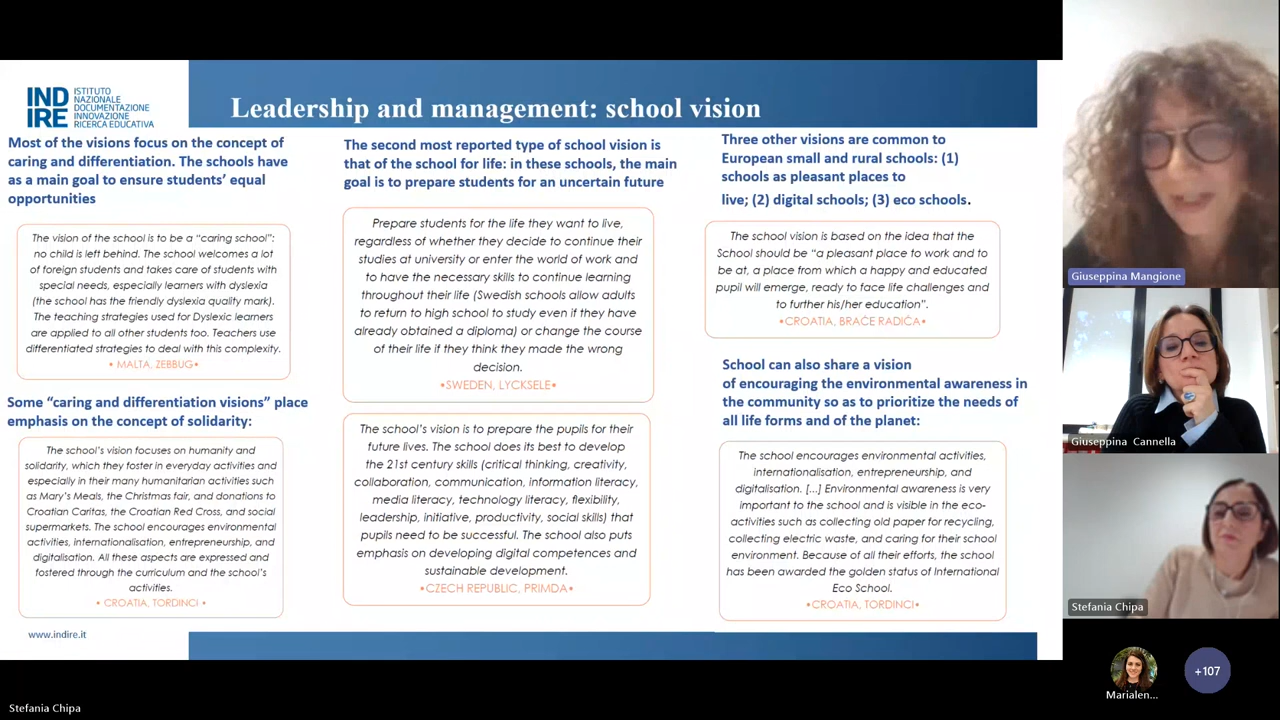 IND
IRE
ISTITUTO
NAZIONALE
DOCUMENTAZIONE
INNOVAZIONE
RICERCA EDUCATIVA
Leadership and management: school vision
Most of the visions focus on the concept of
caring and differentiation. The schools have
as a main goal to ensure students’ equal
opportunities
The vision of the school is to be a “caring school”:
no child is left behind. The school welcomes a lot
of foreign students and takes care of students with
special needs, especially learners with dyslexia
(the school has the friendly dyslexia quality mark).
The teaching strategies used for Dyslexic learners
are applied to all other students too. Teachers use
differentiated strategies to deal with this complexity.
• MALTA, ZEBBUG•
Some “caring and differentiation visions” place
emphasis on the concept of solidarity:
The school’s vision focuses on humanity and
solidarity, which they foster in everyday activities and
especially in their many humanitarian activities such
as Mary’s Meals, the Christmas fair, and donations to
Croatian Caritas, the Croatian Red Cross, and social
supermarkets. The school encourages environmental
activities, internationalisation, entrepreneurship, and
digitalisation. All these aspects are expressed and
fostered through the curriculum and the school’s
activities.
• CROATIA, TORDINCI •
www.indire.it
The second most reported type of school vision is
that of the school for life: in these schools, the main
goal is to prepare students for an uncertain future
Prepare students for the life they want to live,
regardless of whether they decide to continue their
studies at university or enter the world of work and
to have the necessary skills to continue learning
throughout their life (Swedish schools allow adults
to return to high school to study even if they have
already obtained a diploma) or change the course
of their life if they think they made the wrong
decision.
•SWEDEN, LYCKSELE•
The school’s vision is to prepare the pupils for their
future lives. The school does its best to develop
the 21st century skills (critical thinking, creativity,
collaboration, communication, information literacy,
media literacy, technology literacy, flexibility,
leadership, initiative, productivity, social skills) that
pupils need to be successful. The school also puts
emphasis on developing digital competences and
sustainable development.
•CZECH REPUBLIC, PRIMDA•
Three other visions are common to
European small and rural schools: (1)
schools as pleasant places to
live; (2) digital schools; (3) eco schools.
The school vision is based on the idea that the
School should be “a pleasant place to work and to
be at, a place from which a happy and educated
pupil will emerge, ready to face life challenges and
to further his/her education”.
•CROATIA, BRAĆE RADIĆA•
School can also share a vision
of encouraging the environmental awareness in
the community so as to prioritize the needs of
all life forms and of the planet:
The school encourages environmental activities,
internationalisation, entrepreneurship, and
digitalisation. [...] Environmental awareness is very
important to the school and is visible in the eco-
activities such as collecting old paper for recycling,
collecting electric waste, and caring for their school
environment. Because of all their efforts, the school
has been awarded the golden status of International
Eco School.
•CROATIA, TORDINCI•
Giuseppina Mangione
Giuseppina Cannella
Stefania Chipa
Marialen...
+107
Stefania Chipa